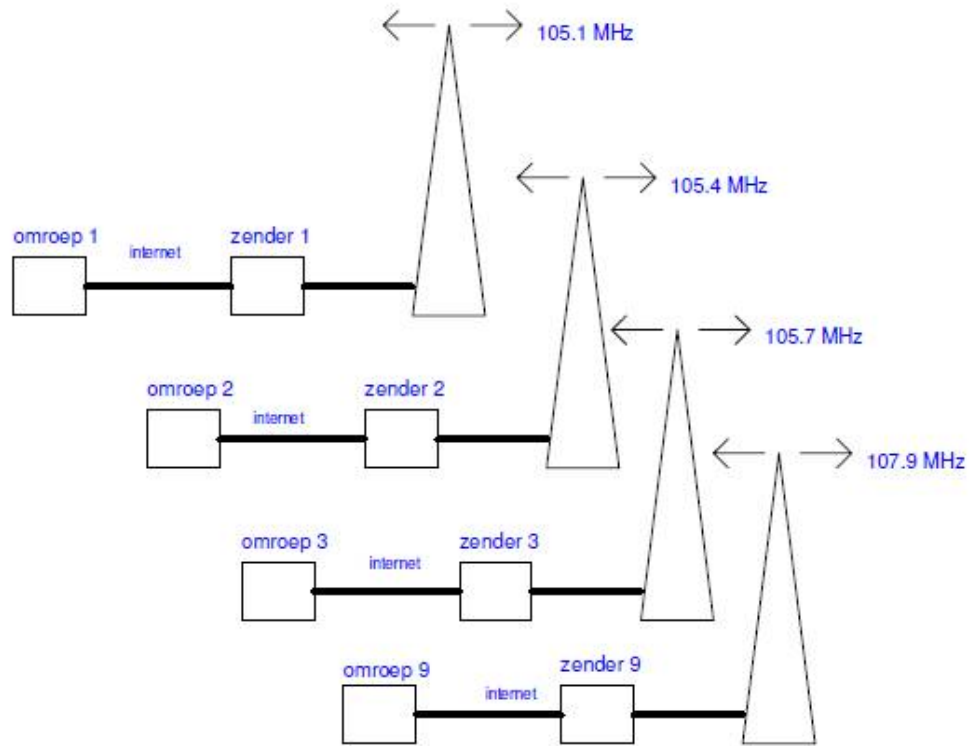 105.1 MHz
105.4 MHz
omroep 1
internet
zender 1
105.7 MHz
omroep 2
internet
zender 2
107.9 MHz
omroep 3
internet
zender 3
omroep 9
internet
zender 9